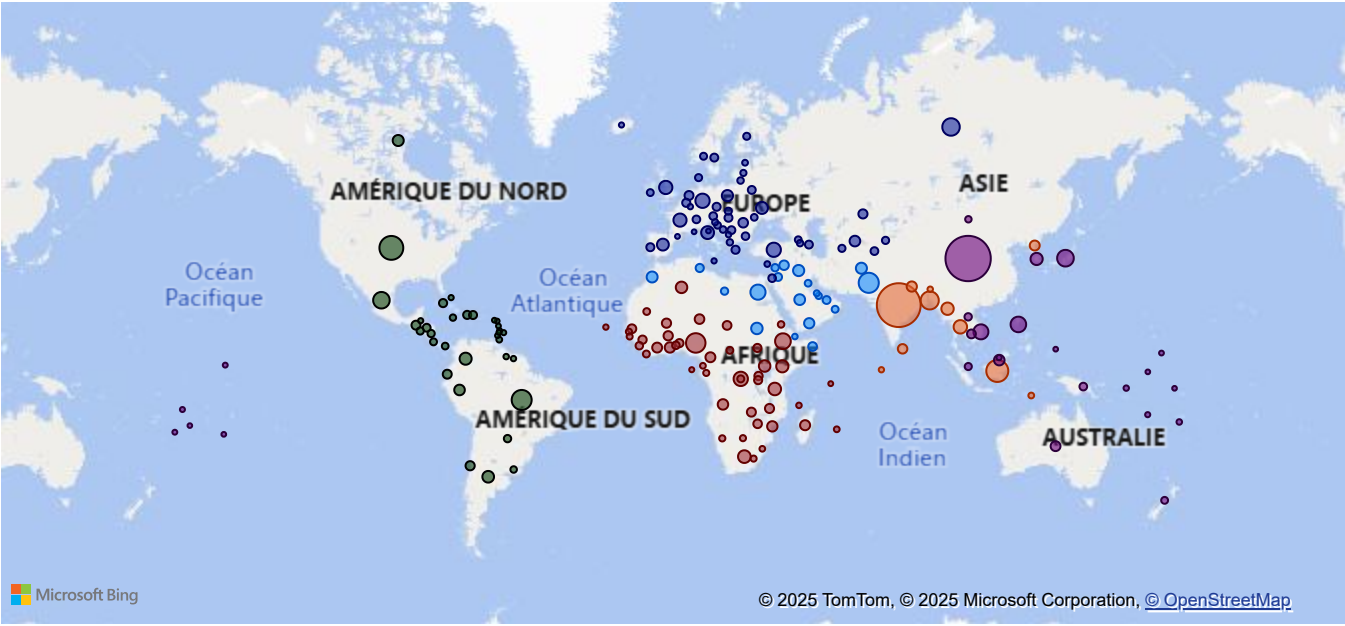 ASIE
AMÉRIQUE DU NORD
EUROPE
Océan
Pacifique
Océan
Atlantique
AFRIQUE
AMÉRIQUE DU SUD
Océan
Indien
AUSTRALIE
Microsoft Bing
© 2025 TomTom, © 2025 Microsoft Corporation, © OpenStreetMap